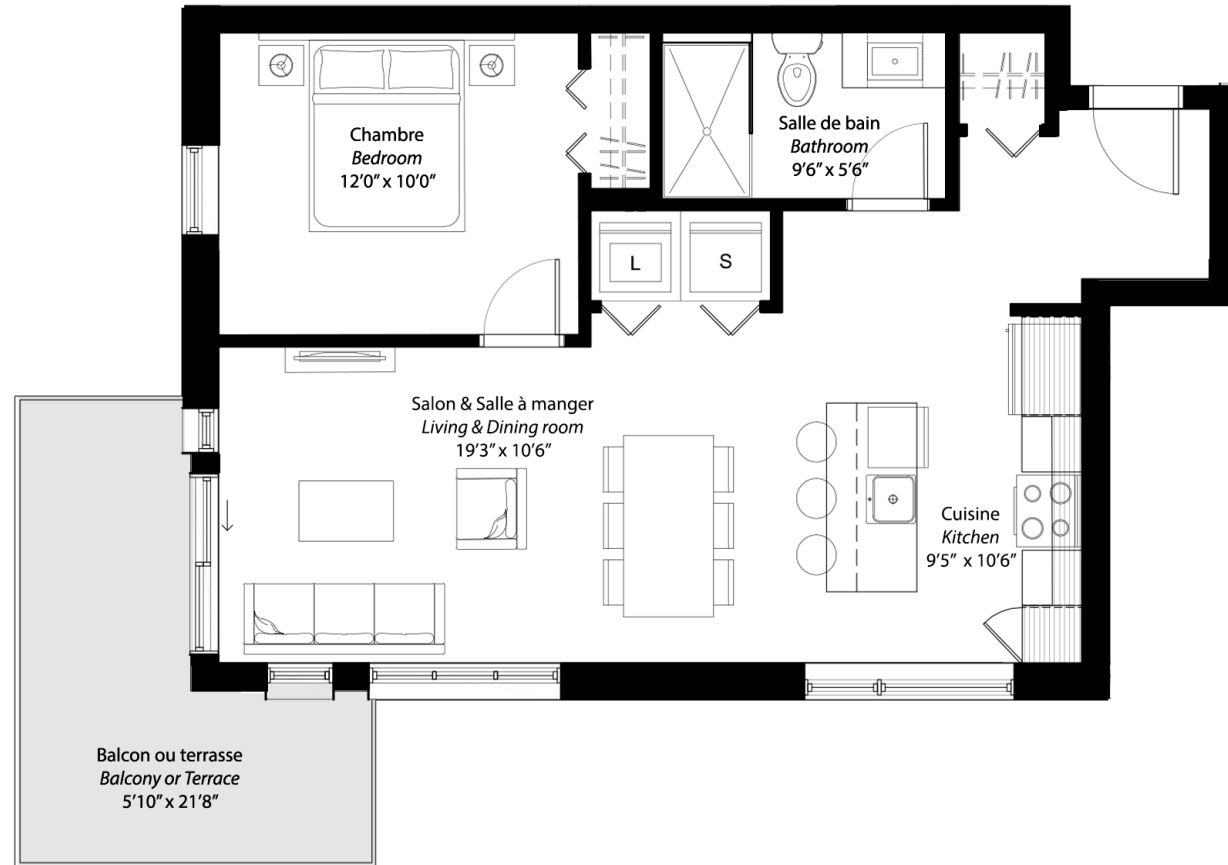 Chambre
Bedroom
12'0" x 10'0"
Salle de bain
Bathroom
9'6" x 5'6"
L
S
Salon & Salle à manger
Living & Dining room
19'3" x 10'6"
Cuisine
Kitchen
9'5" x 10'6"
Balcon ou terrasse
Balcony or Terrace
5'10" x 21'8"